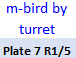 m-bird by
turret
Plate 7 R1/5